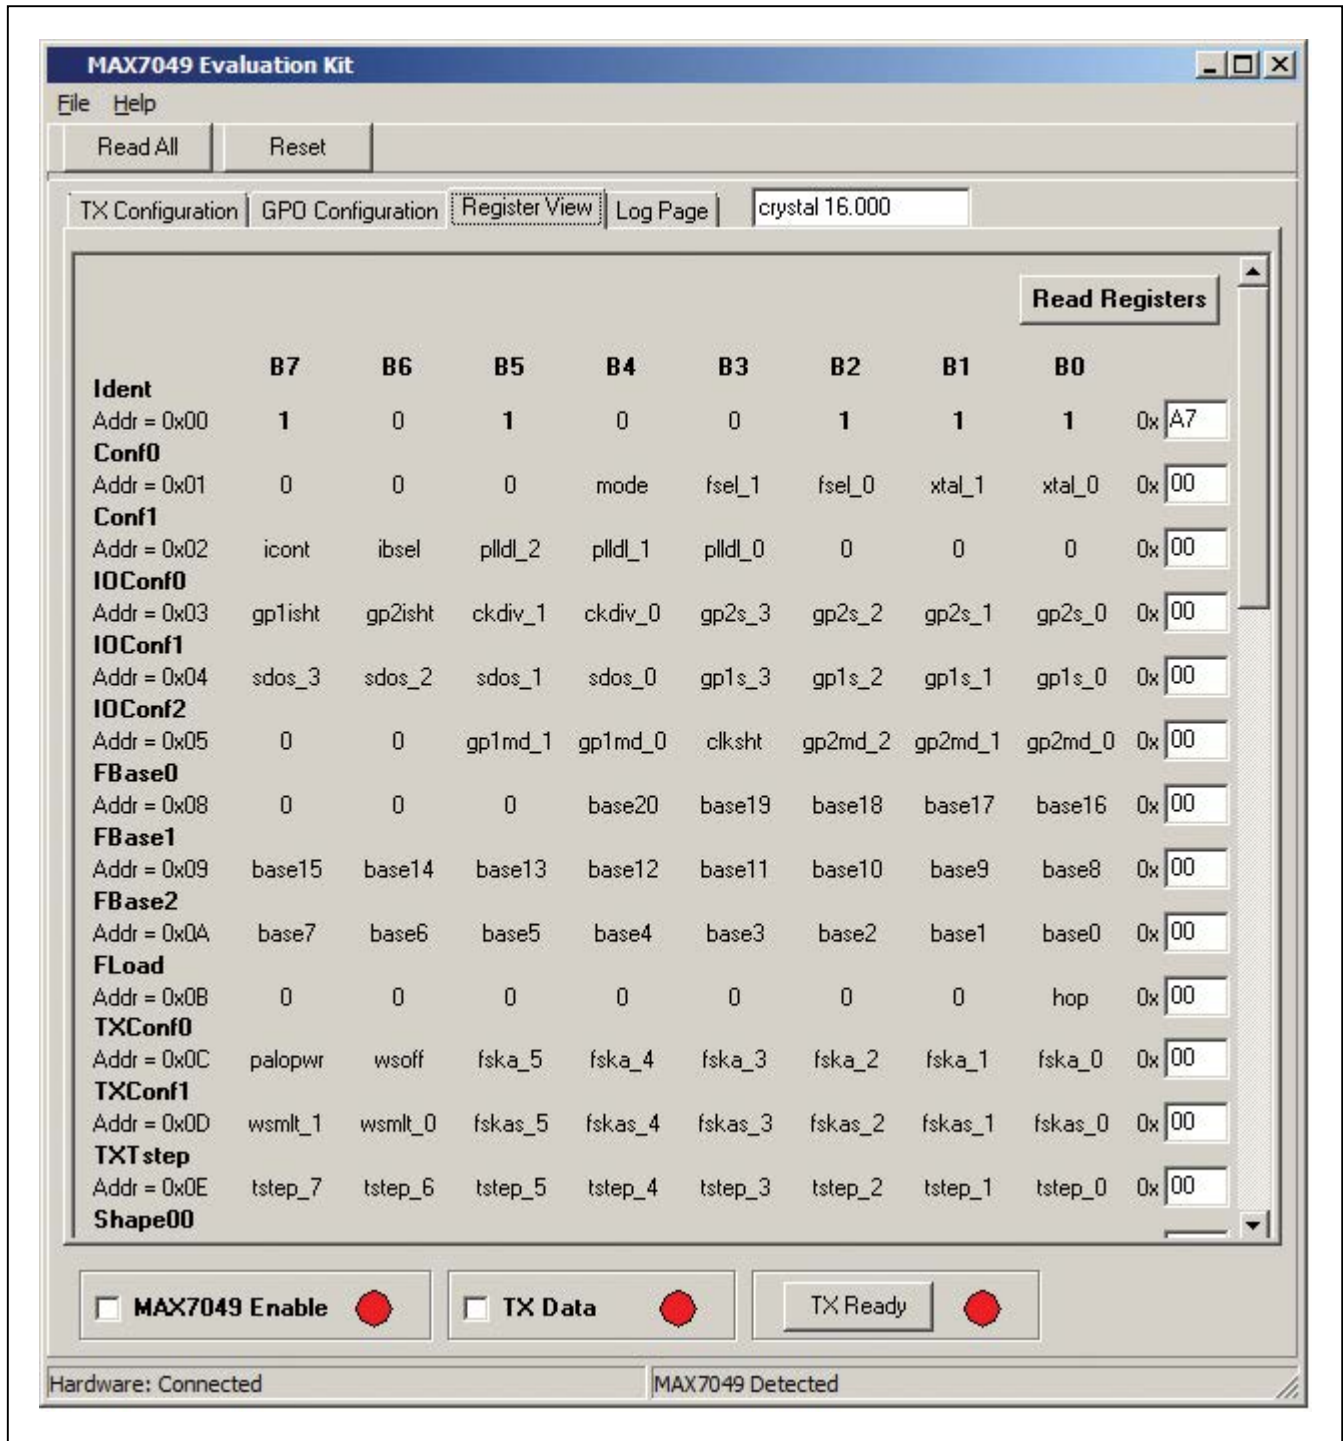 MAX7049 Evaluation Kit
File Help
Read All Reset
TX Configuration GPO Configuration Register View Log Page crystal 16.000
Read Registers
B7 B6 B5 B4 B3 B2 B1 B0
Ident
Addr = 0x00 1 0 1 0 0 1 1 1 0x A7
Conf0
Addr = 0x01 0 0 0 mode fsel_1 fsel_0 xtal_1 xtal_0 0x 00
Conf1
Addr = 0x02 icont ibsel plldl_2 plldl_1 plldl_0 0 0 0 0x 00
IOConf0
Addr = 0x03 gp1isht gp2isht ckdiv_1 ckdiv_0 gp2s_3 gp2s_2 gp2s_1 gp2s_0 0x 00
IOConf1
Addr = 0x04 sdos_3 sdos_2 sdos_1 sdos_0 gp1s_3 gp1s_2 gp1s_1 gp1s_0 0x 00
IOConf2
Addr = 0x05 0 0 gp1md_1 gp1md_0 clksht gp2md_2 gp2md_1 gp2md_0 0x 00
FBase0
Addr = 0x08 0 0 0 base20 base19 base18 base17 base16 0x 00
FBase1
Addr = 0x09 base15 base14 base13 base12 base11 base10 base9 base8 0x 00
FBase2
Addr = 0x0A base7 base6 base5 base4 base3 base2 base1 base0 0x 00
FLoad
Addr = 0x0B 0 0 0 0 0 0 0 hop 0x 00
TXConf0
Addr = 0x0C palopwr wsoff fska_5 fska_4 fska_3 fska_2 fska_1 fska_0 0x 00
TXConf1
Addr = 0x0D wsmlt_1 wsmlt_0 fskas_5 fskas_4 fskas_3 fskas_2 fskas_1 fskas_0 0x 00
TXTstep
Addr = 0x0E tstep_7 tstep_6 tstep_5 tstep_4 tstep_3 tstep_2 tstep_1 tstep_0 0x 00
Shape00
MAX7049 Enable TX Data TX Ready
Hardware: Connected MAX7049 Detected